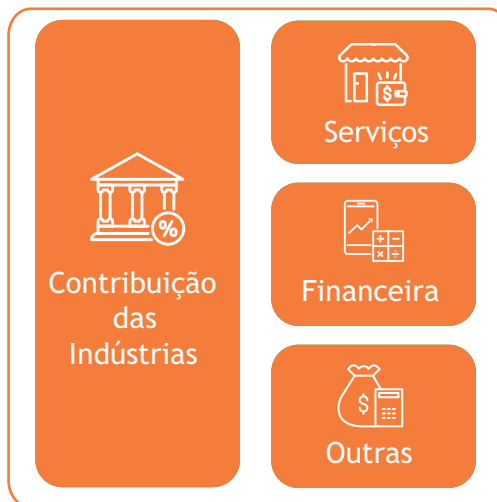 Contribuição
das
Indústrias
Serviços
Financeira
Outras